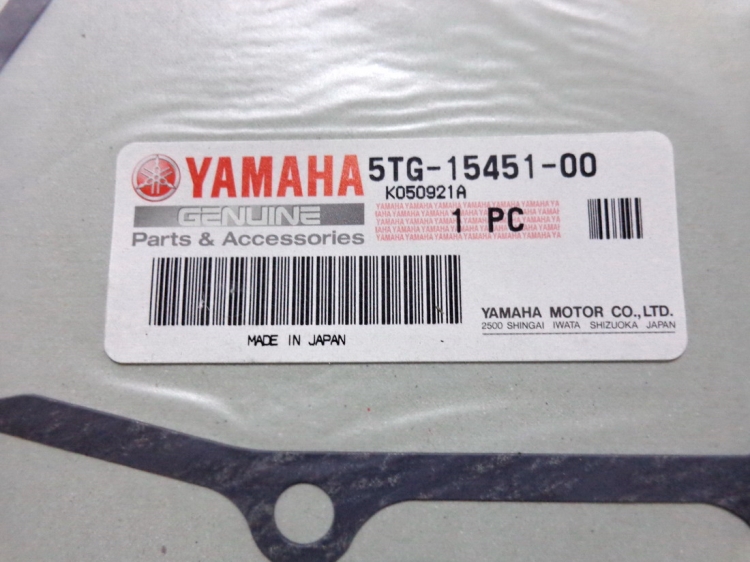 YAMAHA 5TG-15451-00
K050921A
GENUINE
1 PC
Parts & Accessories
MADE IN JAPAN
YAMAHA MOTOR CO.,LTD.
2500 SHINGAI IWATA SHIZUOKA JAPAN